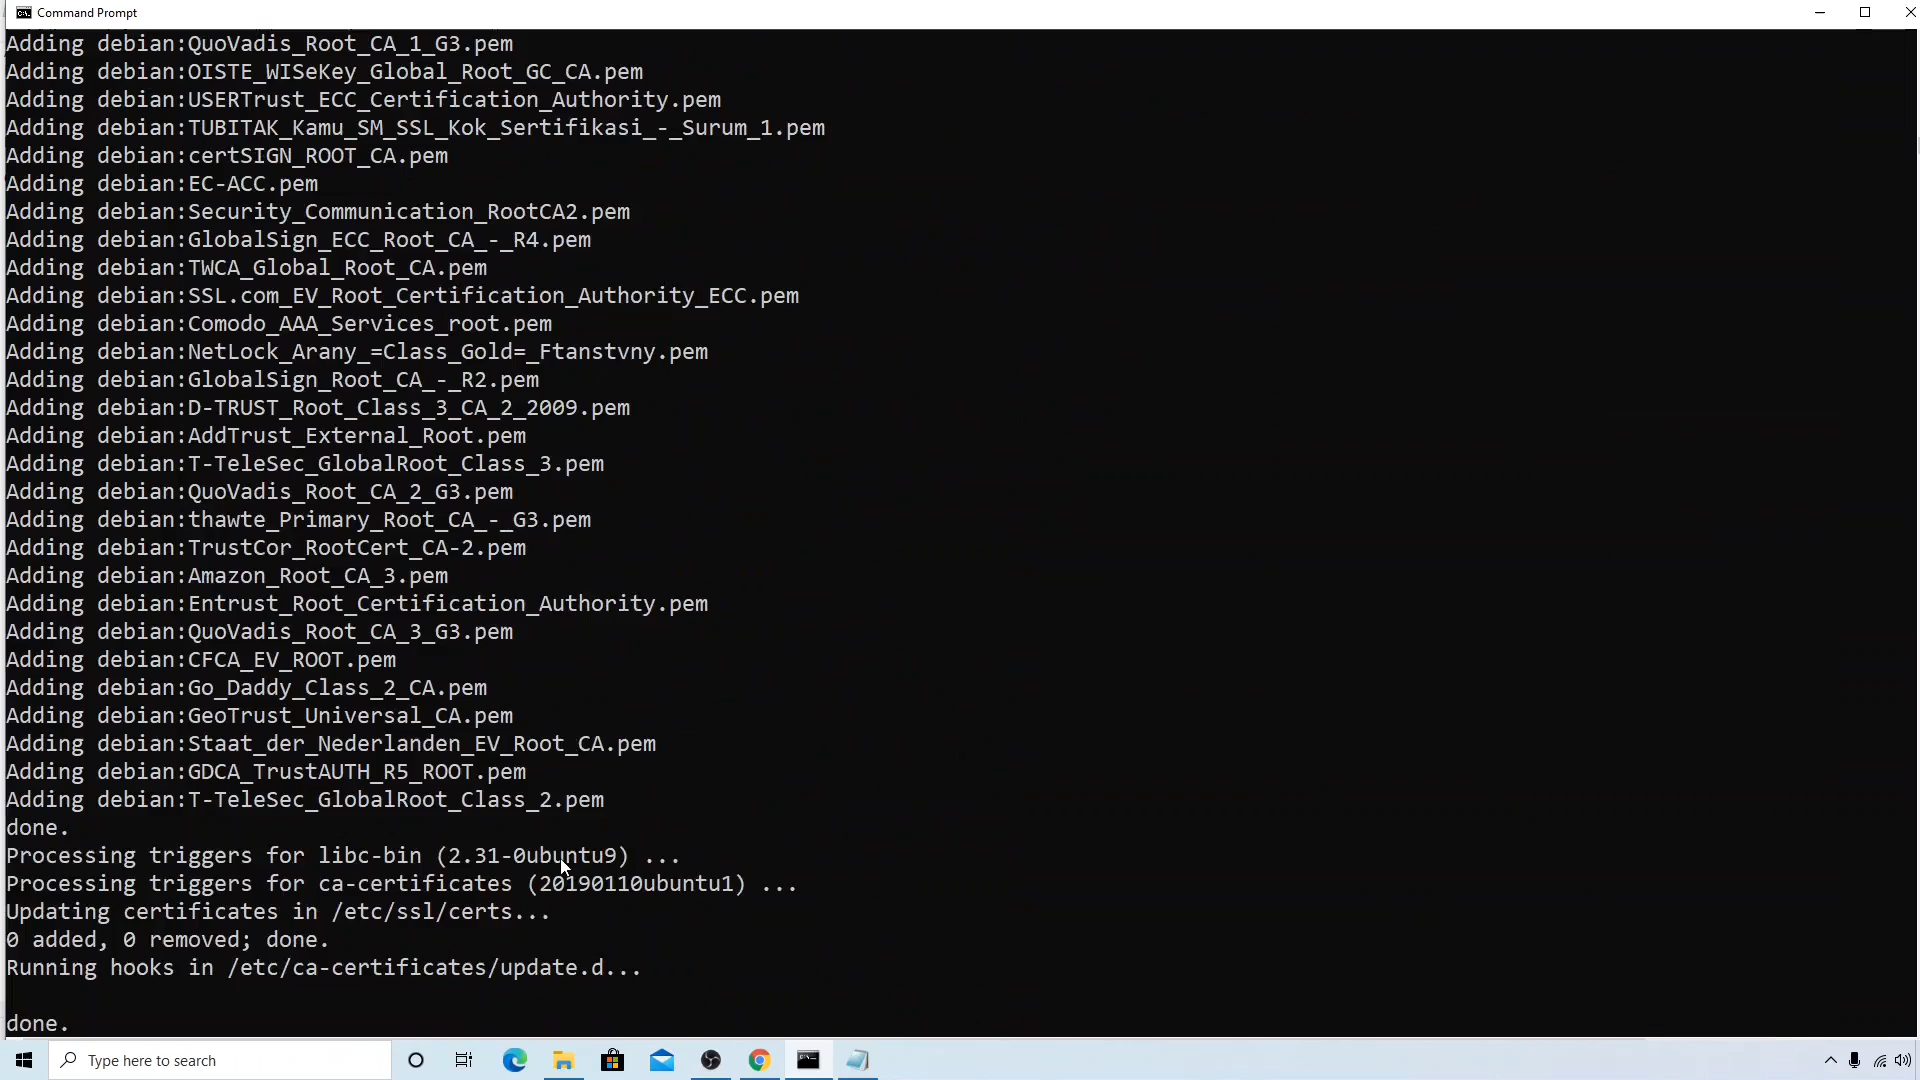 Command Prompt
Adding debian:QuoVadis_Root_CA_1_G3.pem
Adding debian:OISTE_WISeKey_Global_Root_GC_CA.pem
Adding debian:USERTrust_ECC_Certification_Authority.pem
Adding debian:TUBITAK_Kamu_SM_SSL_Kok_Sertifikasi_-_Surum_1.pem
Adding debian:certSIGN_ROOT_CA.pem
Adding debian:EC-ACC.pem
Adding debian:Security_Communication_RootCA2.pem
Adding debian:GlobalSign_ECC_Root_CA_-_R4.pem
Adding debian:TWCA_Global_Root_CA.pem
Adding debian:SSL.com_EV_Root_Certification_Authority_ECC.pem
Adding debian:Comodo_AAA_Services_root.pem
Adding debian:NetLock_Arany_=Class_Gold=_Ftanstvny.pem
Adding debian:GlobalSign_Root_CA_-_R2.pem
Adding debian:D-TRUST_Root_Class_3_CA_2_2009.pem
Adding debian:AddTrust_External_Root.pem
Adding debian:T-TeleSec_GlobalRoot_Class_3.pem
Adding debian:QuoVadis_Root_CA_2_G3.pem
Adding debian:thawte_Primary_Root_CA_-_G3.pem
Adding debian:TrustCor_RootCert_CA-2.pem
Adding debian:Amazon_Root_CA_3.pem
Adding debian:Entrust_Root_Certification_Authority.pem
Adding debian:QuoVadis_Root_CA_3_G3.pem
Adding debian:CFCA_EV_ROOT.pem
Adding debian:Go_Daddy_Class_2_CA.pem
Adding debian:GeoTrust_Universal_CA.pem
Adding debian:Staat_der_Nederlanden_EV_Root_CA.pem
Adding debian:GDCA_TrustAUTH_R5_ROOT.pem
Adding debian:T-TeleSec_GlobalRoot_Class_2.pem
done.
Processing triggers for libc-bin (2.31-0ubuntu9) ...
Processing triggers for ca-certificates (20190110ubuntu1) ...
Updating certificates in /etc/ssl/certs...
0 added, 0 removed; done.
Running hooks in /etc/ca-certificates/update.d...
done.
Type here to search